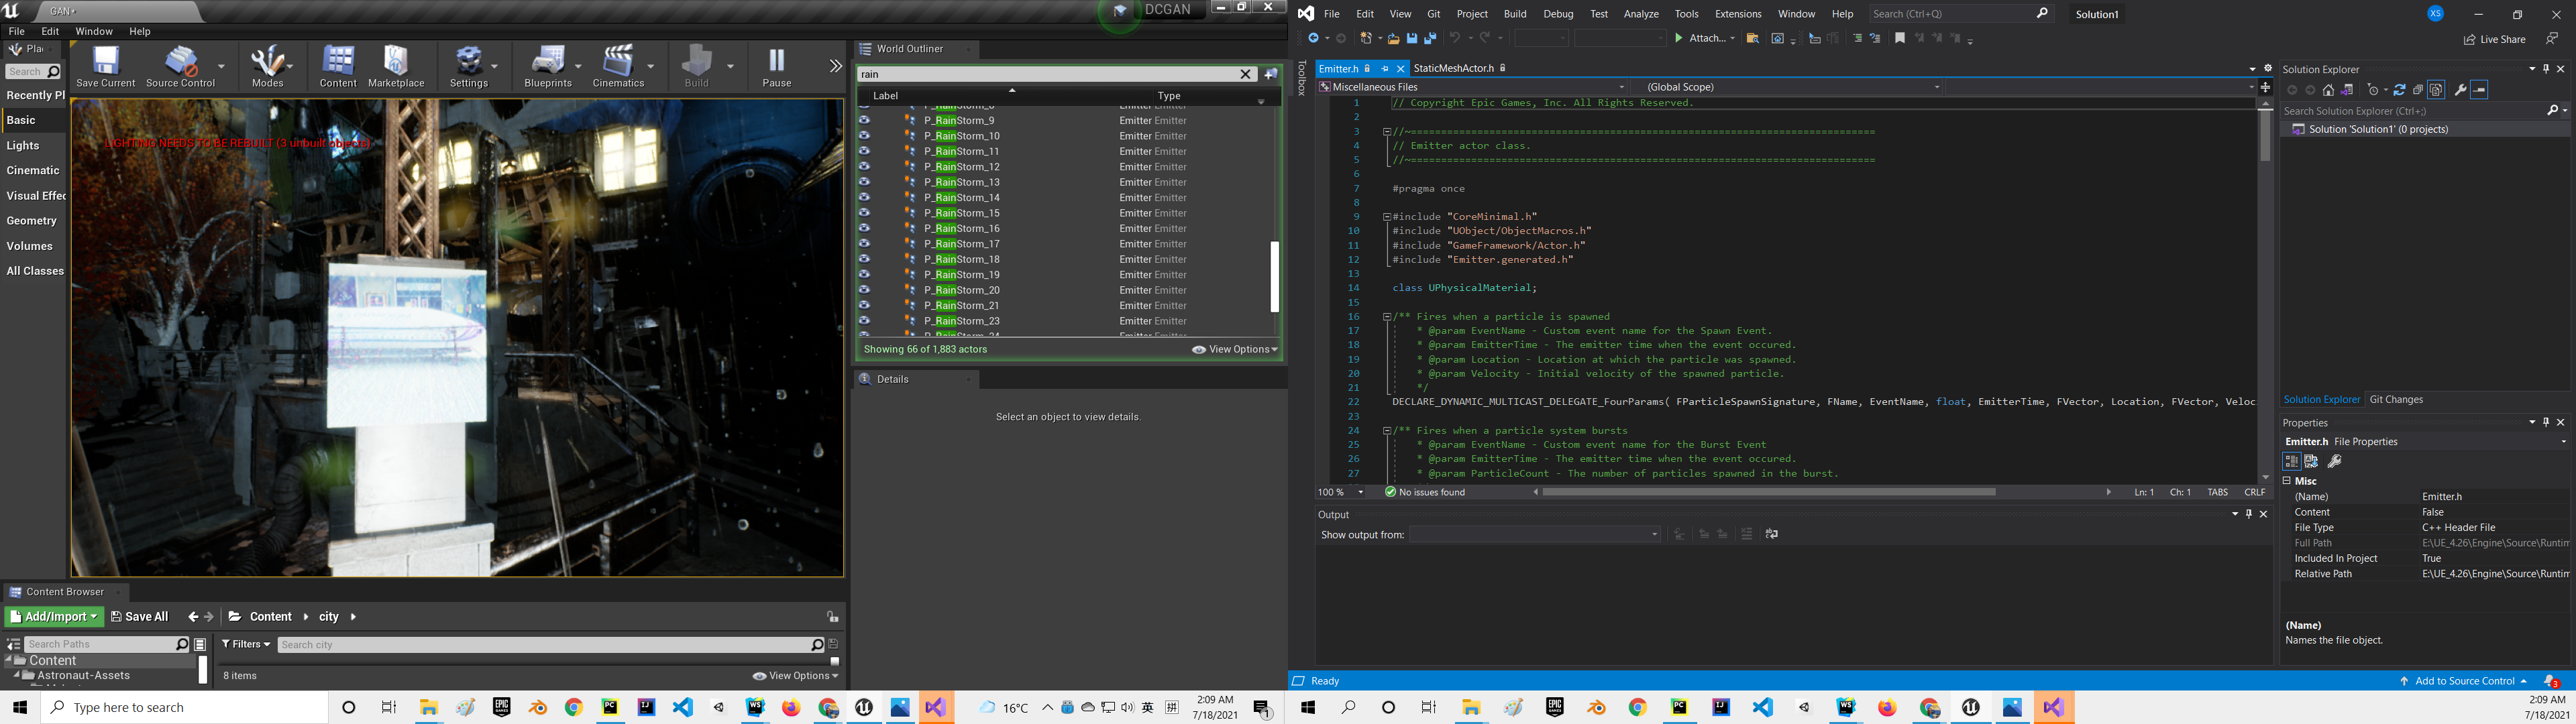 GAN*
DCGAN
File Edit Window Help
Pla
Search
Recently Pl
Basic
Lights
Cinematic
Visual Effec
Geometry
Volumes
All Classes
Save Current Source Control Modes Content Marketplace Settings Blueprints Cinematics Build Pause
LIGHTING NEEDS TO BE REBUILT (3 unbuilt objects)
World Outliner
rain
Label Type
P_RainStorm_8 Emitter Emitter
P_RainStorm_9 Emitter Emitter
P_RainStorm_10 Emitter Emitter
P_RainStorm_11 Emitter Emitter
P_RainStorm_12 Emitter Emitter
P_RainStorm_13 Emitter Emitter
P_RainStorm_14 Emitter Emitter
P_RainStorm_15 Emitter Emitter
P_RainStorm_16 Emitter Emitter
P_RainStorm_17 Emitter Emitter
P_RainStorm_18 Emitter Emitter
P_RainStorm_19 Emitter Emitter
P_RainStorm_20 Emitter Emitter
P_RainStorm_21 Emitter Emitter
P_RainStorm_23 Emitter Emitter
P_RainStorm_24 Emitter Emitter
Showing 66 of 1,883 actors View Options
Details
Select an object to view details.
Content Browser
Add/Import Save All Content city
Search Paths Filters Search city
Content
Astronaut-Assets
8 items View Options
Type here to search
16°C 英 拼 2:09 AM
7/18/2021
1
File Edit View Git Project Build Debug Test Analyze Tools Extensions Window Help Search (Ctrl+Q) Solution1 XS
Attach... Live Share
Toolbox
Emitter.h StaticMeshActor.h
Miscellaneous Files (Global Scope)
1 // Copyright Epic Games, Inc. All Rights Reserved.
2
3 //~=============================================================================
4 // Emitter actor class.
5 //~=============================================================================
6
7 #pragma once
8
9 #include "CoreMinimal.h"
10 #include "UObject/ObjectMacros.h"
11 #include "GameFramework/Actor.h"
12 #include "Emitter.generated.h"
13
14 class UPhysicalMaterial;
15
16 /** Fires when a particle is spawned
17 * @param EventName - Custom event name for the Spawn Event.
18 * @param EmitterTime - The emitter time when the event occured.
19 * @param Location - Location at which the particle was spawned.
20 * @param Velocity - Initial velocity of the spawned particle.
21 */
22 DECLARE_DYNAMIC_MULTICAST_DELEGATE_FourParams( FParticleSpawnSignature, FName, EventName, float, EmitterTime, FVector, Location, FVector, Veloc
23
24 /** Fires when a particle system bursts
25 * @param EventName - Custom event name for the Burst Event
26 * @param EmitterTime - The emitter time when the event occured.
27 * @param ParticleCount - The number of particles spawned in the burst.
100 % No issues found Ln: 1 Ch: 1 TABS CRLF
Output
Show output from:
Solution Explorer
Search Solution Explorer (Ctrl+;)
Solution 'Solution1' (0 projects)
Solution Explorer Git Changes
Properties
Emitter.h File Properties
Misc
(Name) Emitter.h
Content False
File Type C++ Header File
Full Path E:\UE_4.26\Engine\Source\Runtim
Included In Project True
Relative Path E:\UE_4.26\Engine\Source\Runtim
(Name)
Names the file object.
Ready Add to Source Control 3
2:09 AM
7/18/2021